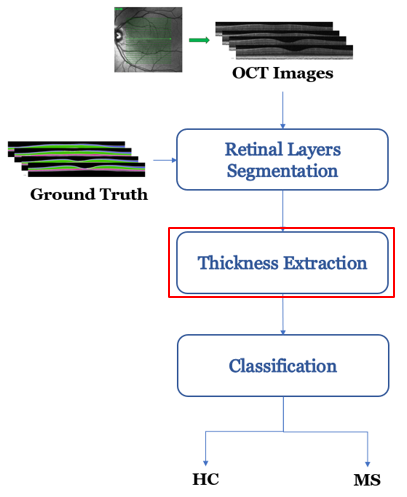 OCT Images
Retinal Layers
Segmentation
Ground Truth
Thickness Extraction
Classification
HC
MS